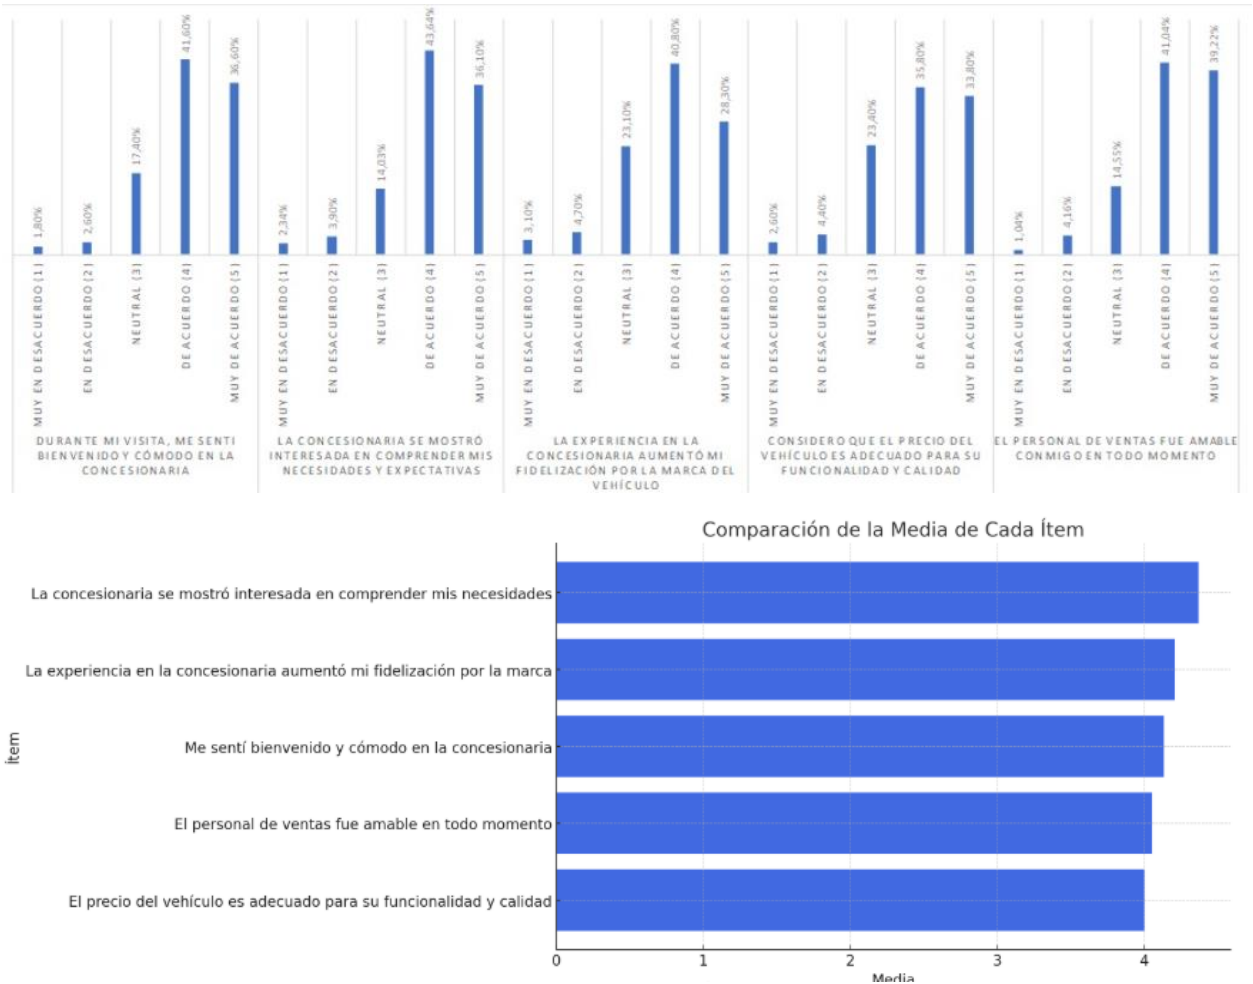 1,80%
2,60%
17,40%
41,60%
36,60%
2,34%
3,90%
14,03%
43,64%
36,10%
3,10%
4,70%
23,10%
40,80%
28,30%
2,60%
4,40%
23,40%
35,80%
33,80%
1,04%
4,16%
14,55%
41,04%
39,22%
MUY EN DESACUERDO (1)
EN DESACUERDO (2)
NEUTRAL (3)
DE ACUERDO (4)
MUY DE ACUERDO (5)
MUY EN DESACUERDO (1)
EN DESACUERDO (2)
NEUTRAL (3)
DE ACUERDO (4)
MUY DE ACUERDO (5)
MUY EN DESACUERDO (1)
EN DESACUERDO (2)
NEUTRAL (3)
DE ACUERDO (4)
MUY DE ACUERDO (5)
MUY EN DESACUERDO (1)
EN DESACUERDO (2)
NEUTRAL (3)
DE ACUERDO (4)
MUY DE ACUERDO (5)
MUY EN DESACUERDO (1)
EN DESACUERDO (2)
NEUTRAL (3)
DE ACUERDO (4)
MUY DE ACUERDO (5)
DURANTE MI VISITA, ME SENTI
BIENVENIDO Y CÓMODO EN LA
CONCESIONARIA
LA CONCESIONARIA SE MOSTRÓ
INTERESADA EN COMPRENDER MIS
NECESIDADES Y EXPECTATIVAS
LA EXPERIENCIA EN LA
CONCESIONARIA AUMENTÓ MI
FIDELIZACIÓN POR LA MARCA DEL
VEHÍCULO
CONSIDERO QUE EL PRECIO DEL
VEHÍCULO ES ADECUADO PARA SU
FUNCIONALIDAD Y CALIDAD
EL PERSONAL DE VENTAS FUE AMABLE
CONMIGO EN TODO MOMENTO
Comparación de la Media de Cada Ítem
La concesionaria se mostró interesada en comprender mis necesidades
La experiencia en la concesionaria aumentó mi fidelización por la marca
Me sentí bienvenido y cómodo en la concesionaria
El personal de ventas fue amable en todo momento
El precio del vehículo es adecuado para su funcionalidad y calidad
Ítem
0
1
2
3
4
Media